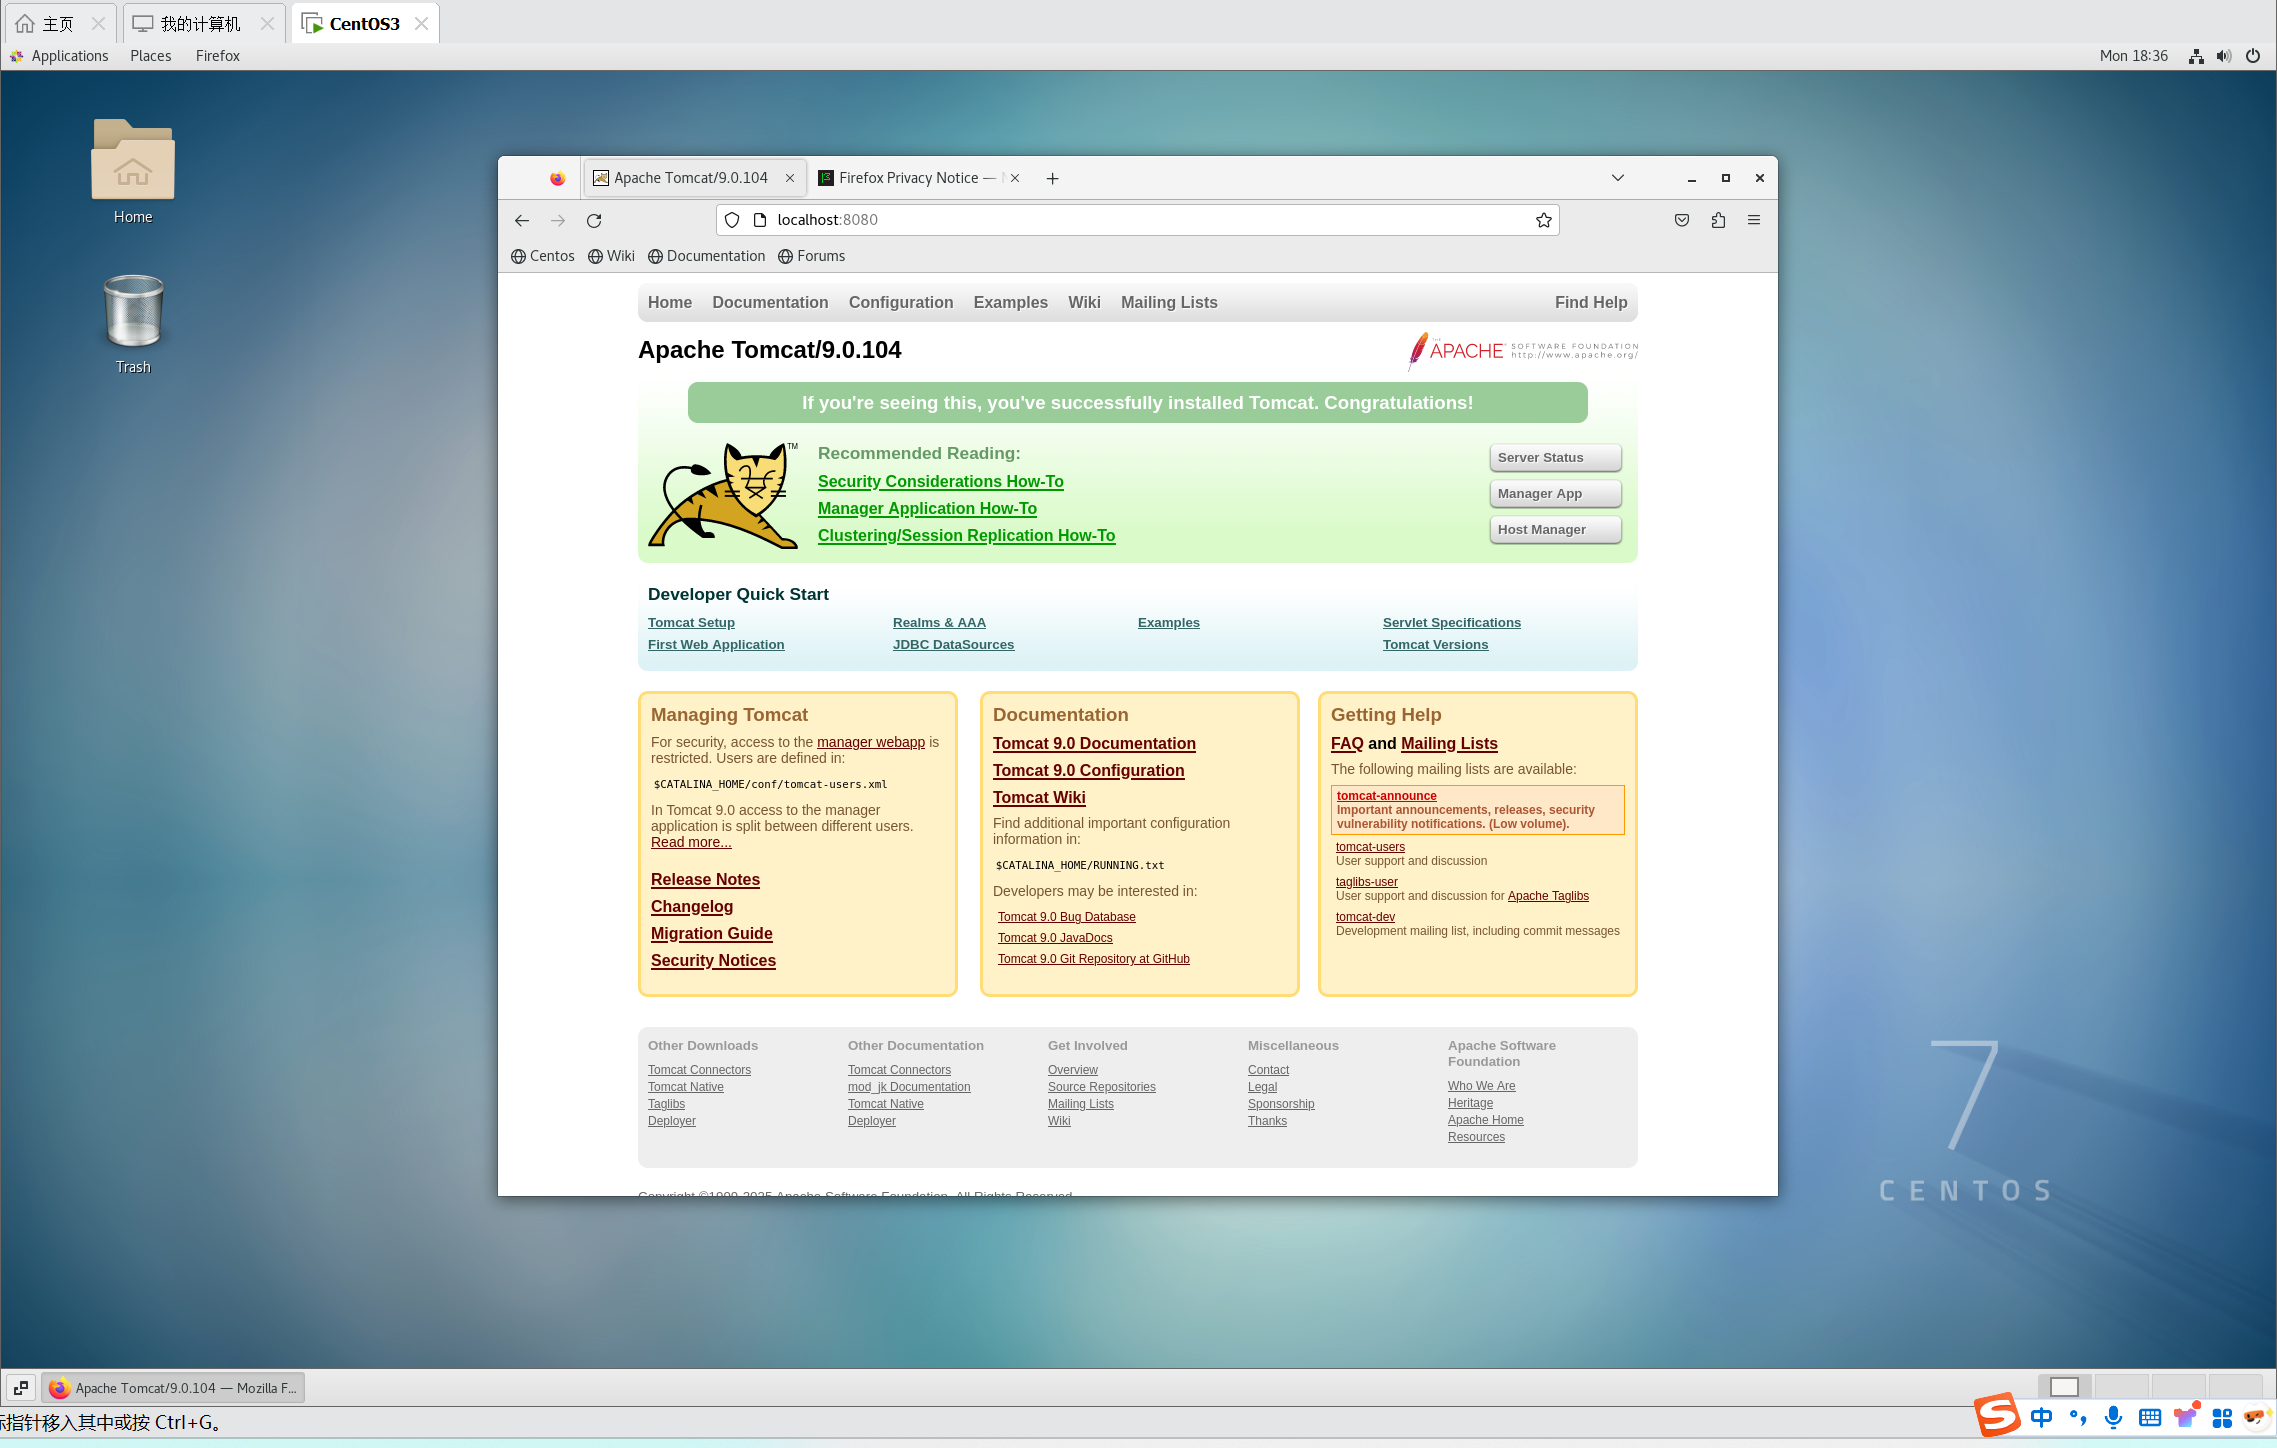 主页
我的计算机
CentOS3
Applications Places Firefox
Mon 18:36
Home
Trash
Apache Tomcat/9.0.104
Firefox Privacy Notice —
localhost:8080
Centos Wiki Documentation Forums
Home Documentation Configuration Examples Wiki Mailing Lists Find Help
Apache Tomcat/9.0.104
THE APACHE SOFTWARE FOUNDATION
http://www.apache.org/
If you're seeing this, you've successfully installed Tomcat. Congratulations!
TM
Recommended Reading:
Security Considerations How-To
Manager Application How-To
Clustering/Session Replication How-To
Server Status
Manager App
Host Manager
Developer Quick Start
Tomcat Setup
First Web Application
Realms & AAA
JDBC DataSources
Examples
Servlet Specifications
Tomcat Versions
Managing Tomcat
For security, access to the manager webapp is
restricted. Users are defined in:
$CATALINA_HOME/conf/tomcat-users.xml
In Tomcat 9.0 access to the manager
application is split between different users.
Read more...
Release Notes
Changelog
Migration Guide
Security Notices
Documentation
Tomcat 9.0 Documentation
Tomcat 9.0 Configuration
Tomcat Wiki
Find additional important configuration
information in:
$CATALINA_HOME/RUNNING.txt
Developers may be interested in:
Tomcat 9.0 Bug Database
Tomcat 9.0 JavaDocs
Tomcat 9.0 Git Repository at GitHub
Getting Help
FAQ and Mailing Lists
The following mailing lists are available:
tomcat-announce
Important announcements, releases, security
vulnerability notifications. (Low volume).
tomcat-users
User support and discussion
taglibs-user
User support and discussion for Apache Taglibs
tomcat-dev
Development mailing list, including commit messages
Other Downloads
Tomcat Connectors
Tomcat Native
Taglibs
Deployer
Other Documentation
Tomcat Connectors
mod_jk Documentation
Tomcat Native
Deployer
Get Involved
Overview
Source Repositories
Mailing Lists
Wiki
Miscellaneous
Contact
Legal
Sponsorship
Thanks
Apache Software
Foundation
Who We Are
Heritage
Apache Home
Resources
Copyright ©1999-2025 Apache Software Foundation. All Rights Reserved
7
CENTOS
Apache Tomcat/9.0.104 — Mozilla F...
标指针移入其中或按 Ctrl+G。
中